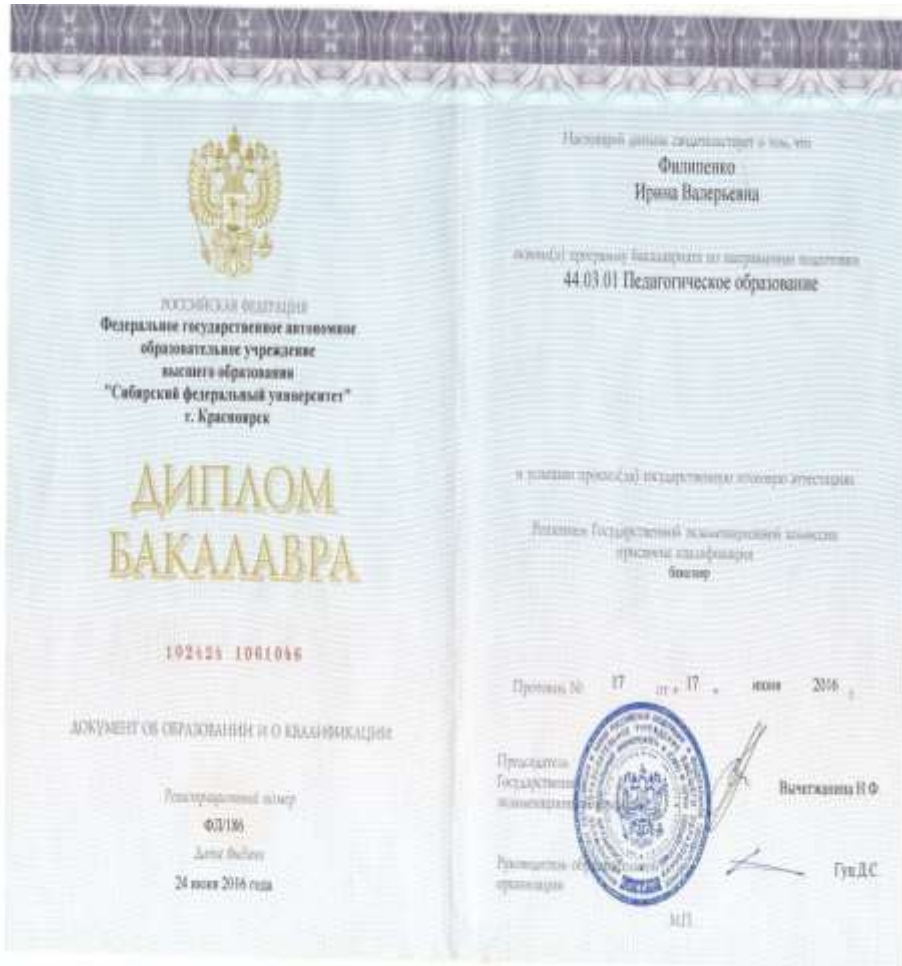 РОССИЙСКАЯ ФЕДЕРАЦИЯ
Федеральное государственное автономное
образовательное учреждение
высшего образования
"Сибирский федеральный университет"
г. Красноярск
ДИПЛОМ
БАКАЛАВРА
102424 1061046
ДОКУМЕНТ ОБ ОБРАЗОВАНИИ И О КВАЛИФИКАЦИИ
Регистрационный номер
ФЛ/186
Дата выдачи
24 июня 2016 года
Настоящий диплом свидетельствует о том, что
Филипенко
Ирина Валерьевна
освоил(а) программу бакалавриата по направлению подготовки
44.03.01 Педагогическое образование
и успешно прошел(ла) государственную итоговую аттестацию
Решением Государственной экзаменационной комиссии
присвоена квалификация
бакалавр
Протокол № 17 от « 17 » июня 2016 г.
Председатель
Государственной
экзаменационной
Вычегжанина Н.Ф.
Руководитель образовательной
организации
Гуц Д.С.
М.П.